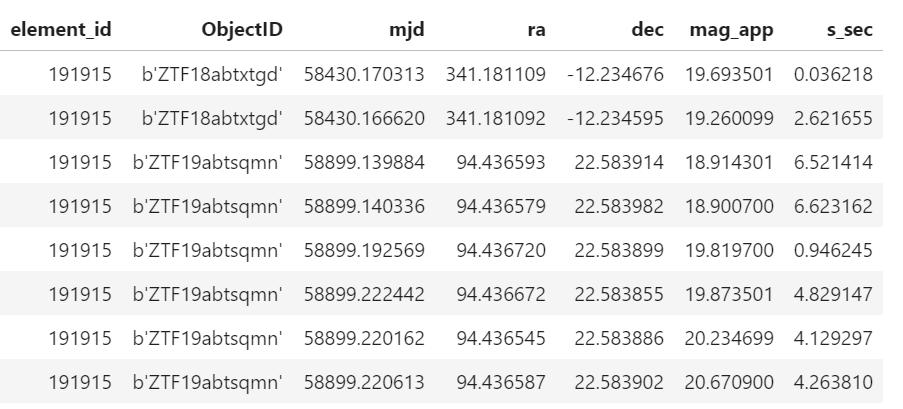 element_id ObjectID mjd ra dec mag_app s_sec
191915 b'ZTF18abtxtgd' 58430.170313 341.181109 -12.234676 19.693501 0.036218
191915 b'ZTF18abtxtgd' 58430.166620 341.181092 -12.234595 19.260099 2.621655
191915 b'ZTF19abtsqmn' 58899.139884 94.436593 22.583914 18.914301 6.521414
191915 b'ZTF19abtsqmn' 58899.140336 94.436579 22.583982 18.900700 6.623162
191915 b'ZTF19abtsqmn' 58899.192569 94.436720 22.583899 19.819700 0.946245
191915 b'ZTF19abtsqmn' 58899.222442 94.436672 22.583855 19.873501 4.829147
191915 b'ZTF19abtsqmn' 58899.220162 94.436545 22.583886 20.234699 4.129297
191915 b'ZTF19abtsqmn' 58899.220613 94.436587 22.583902 20.670900 4.263810